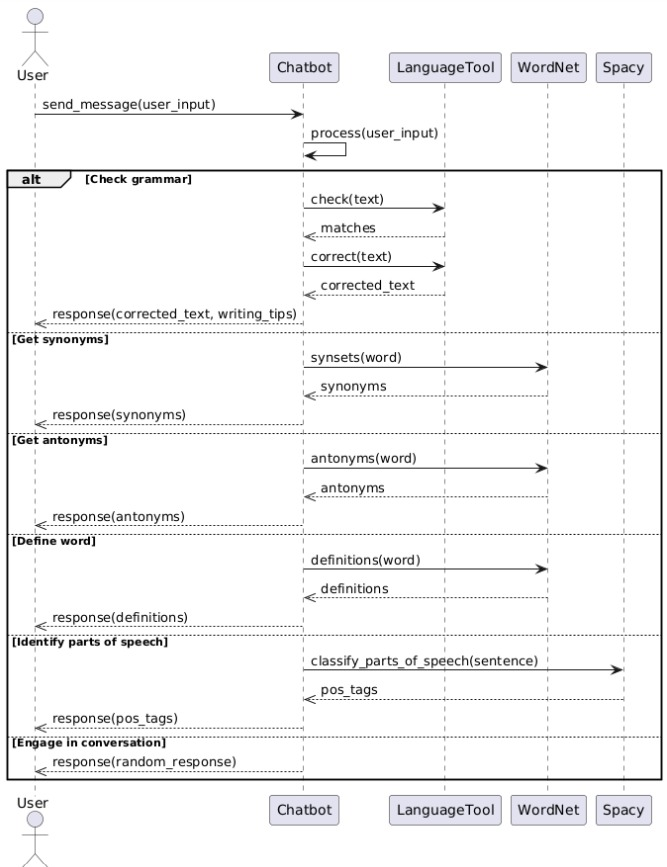 User
Chatbot
LanguageTool
WordNet
Spacy
send_message(user_input)
process(user_input)
alt
[Check grammar]
check(text)
matches
correct(text)
corrected_text
response(corrected_text, writing_tips)
[Get synonyms]
synsets(word)
synonyms
response(synonyms)
[Get antonyms]
antonyms(word)
antonyms
response(antonyms)
[Define word]
definitions(word)
definitions
response(definitions)
[Identify parts of speech]
classify_parts_of_speech(sentence)
pos_tags
response(pos_tags)
[Engage in conversation]
response(random_response)
User
Chatbot
LanguageTool
WordNet
Spacy